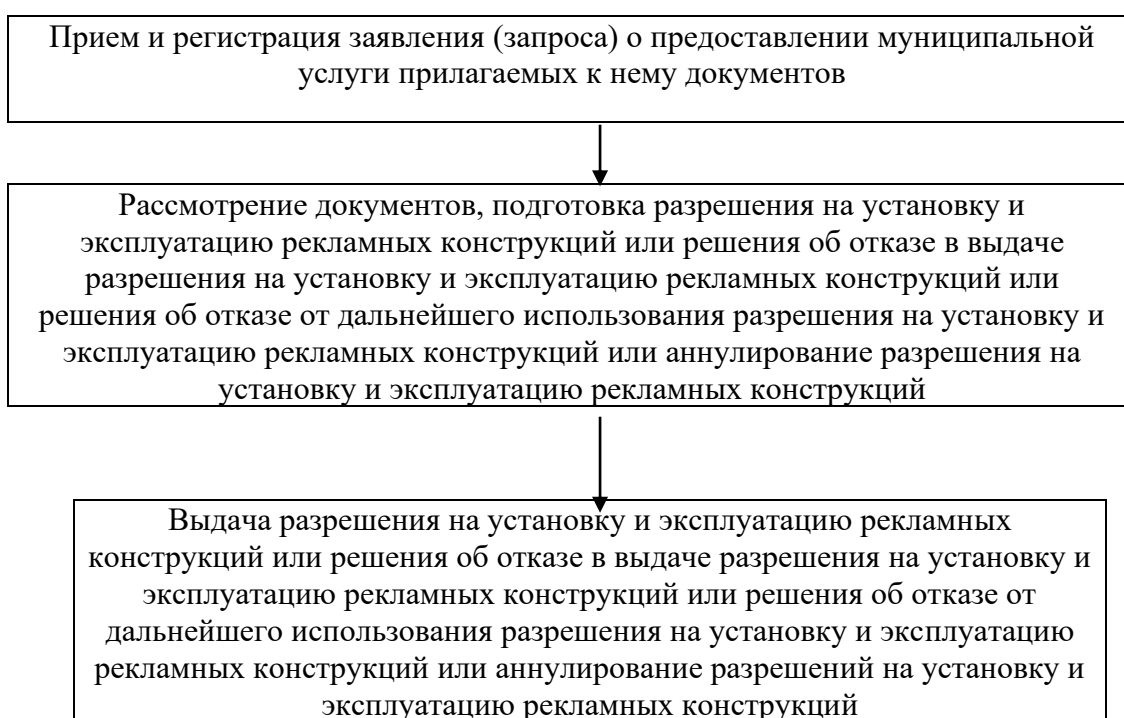 Прием и регистрация заявления (запроса) о предоставлении муниципальной
услуги прилагаемых к нему документов
Рассмотрение документов, подготовка разрешения на установку и
эксплуатацию рекламных конструкций или решения об отказе в выдаче
разрешения на установку и эксплуатацию рекламных конструкций или
решения об отказе от дальнейшего использования разрешения на установку и
эксплуатацию рекламных конструкций или аннулирование разрешения на
установку и эксплуатацию рекламных конструкций
Выдача разрешения на установку и эксплуатацию рекламных
конструкций или решения об отказе в выдаче разрешения на установку и
эксплуатацию рекламных конструкций или решения об отказе от
дальнейшего использования разрешения на установку и эксплуатацию
рекламных конструкций или аннулирование разрешений на установку и
эксплуатацию рекламных конструкций